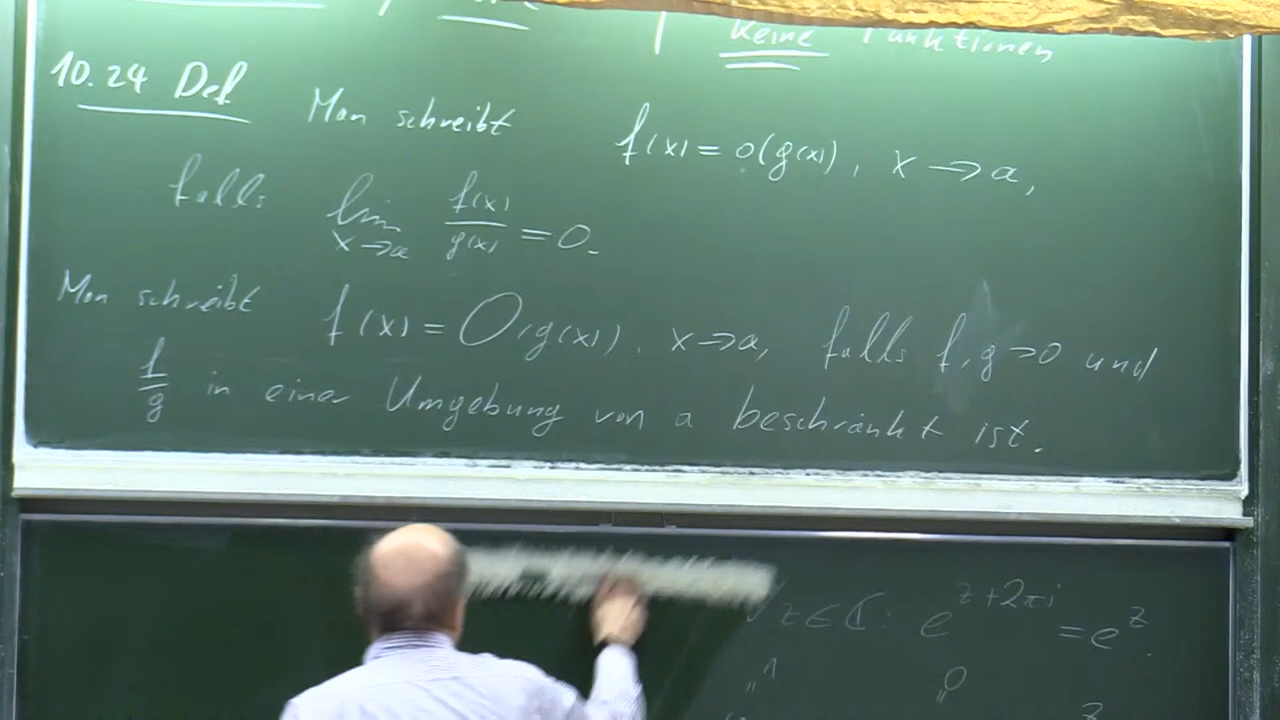 Keine Funktionen
10.24 Def. Man schreibt f(x) = o(g(x)), x → a,
falls lim_{x→a} f(x)/g(x) = 0.
Man schreibt f(x) = O(g(x)), x → a, falls f, g → 0 und
1/g in einer Umgebung von a beschränkt ist.
∀ z ∈ ℂ: e^{z+2πi} = e^z.